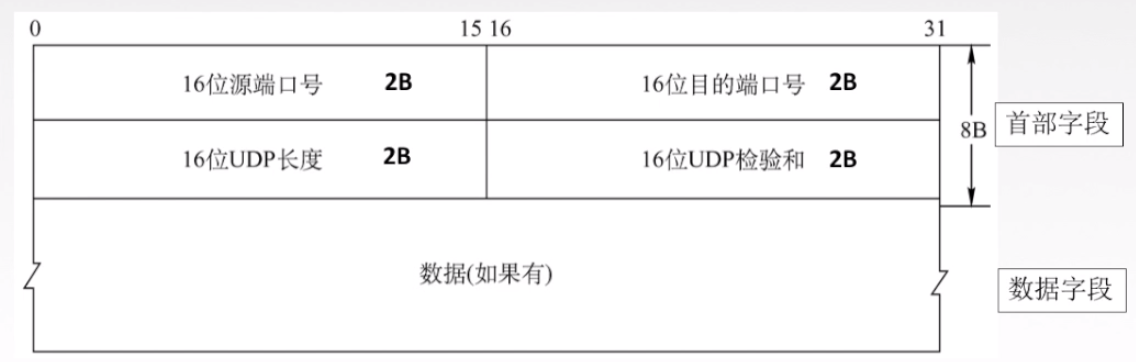 0 15 16 31
16位源端口号 2B 16位目的端口号 2B
8B 首部字段
16位UDP长度 2B 16位UDP检验和 2B
数据(如果有)
数据字段